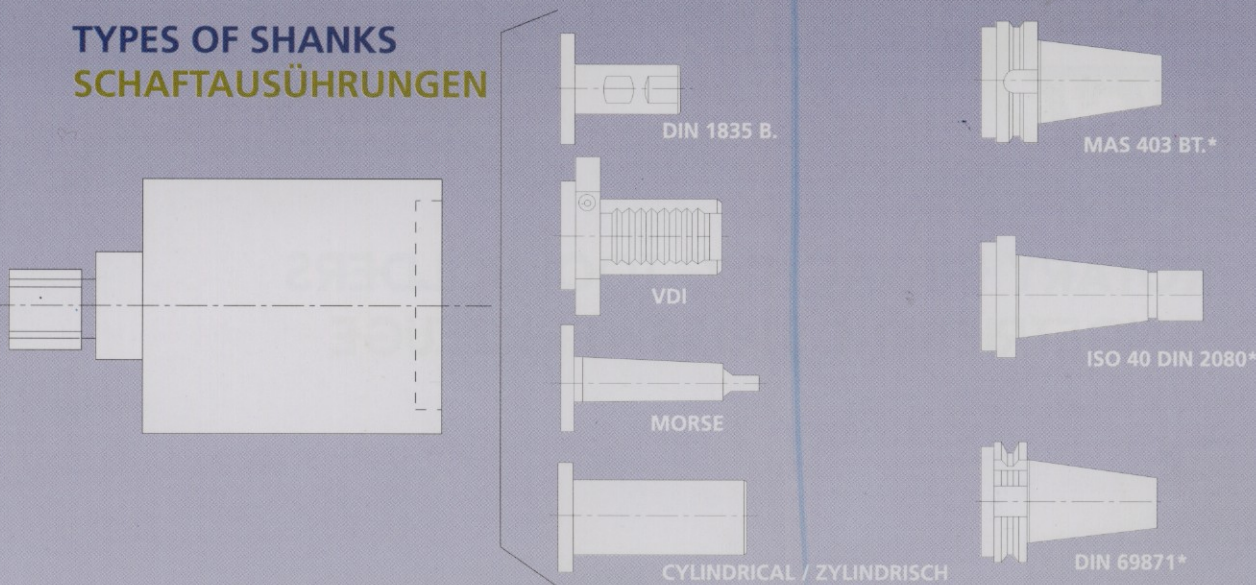 TYPES OF SHANKS
SCHAFTAUSÜHRUNGEN
DIN 1835 B.
VDI
MORSE
CYLINDRICAL / ZYLINDRISCH
MAS 403 BT.*
ISO 40 DIN 2080*
DIN 69871*